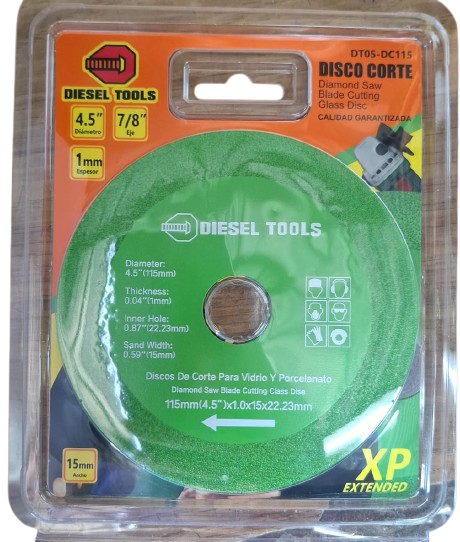 DIESEL TOOLS
4.5"
Diámetro
7/8"
Eje
1mm
Espesor
DT05-DC115
DISCO CORTE
Diamond Saw
Blade Cutting
Glass Disc
CALIDAD GARANTIZADA
DIESEL TOOLS
Diameter:
4.5"(115mm)
Thickness:
0.04"(1mm)
Inner Hole:
0.87"(22.23mm)
Sand Width:
0.59"(15mm)
Discos De Corte Para Vidrio Y Porcelanato
Diamond Saw Blade Cutting Glass Disc
115mm(4.5")x1.0x15x22.23mm
15mm
Ancho
XP
EXTENDED